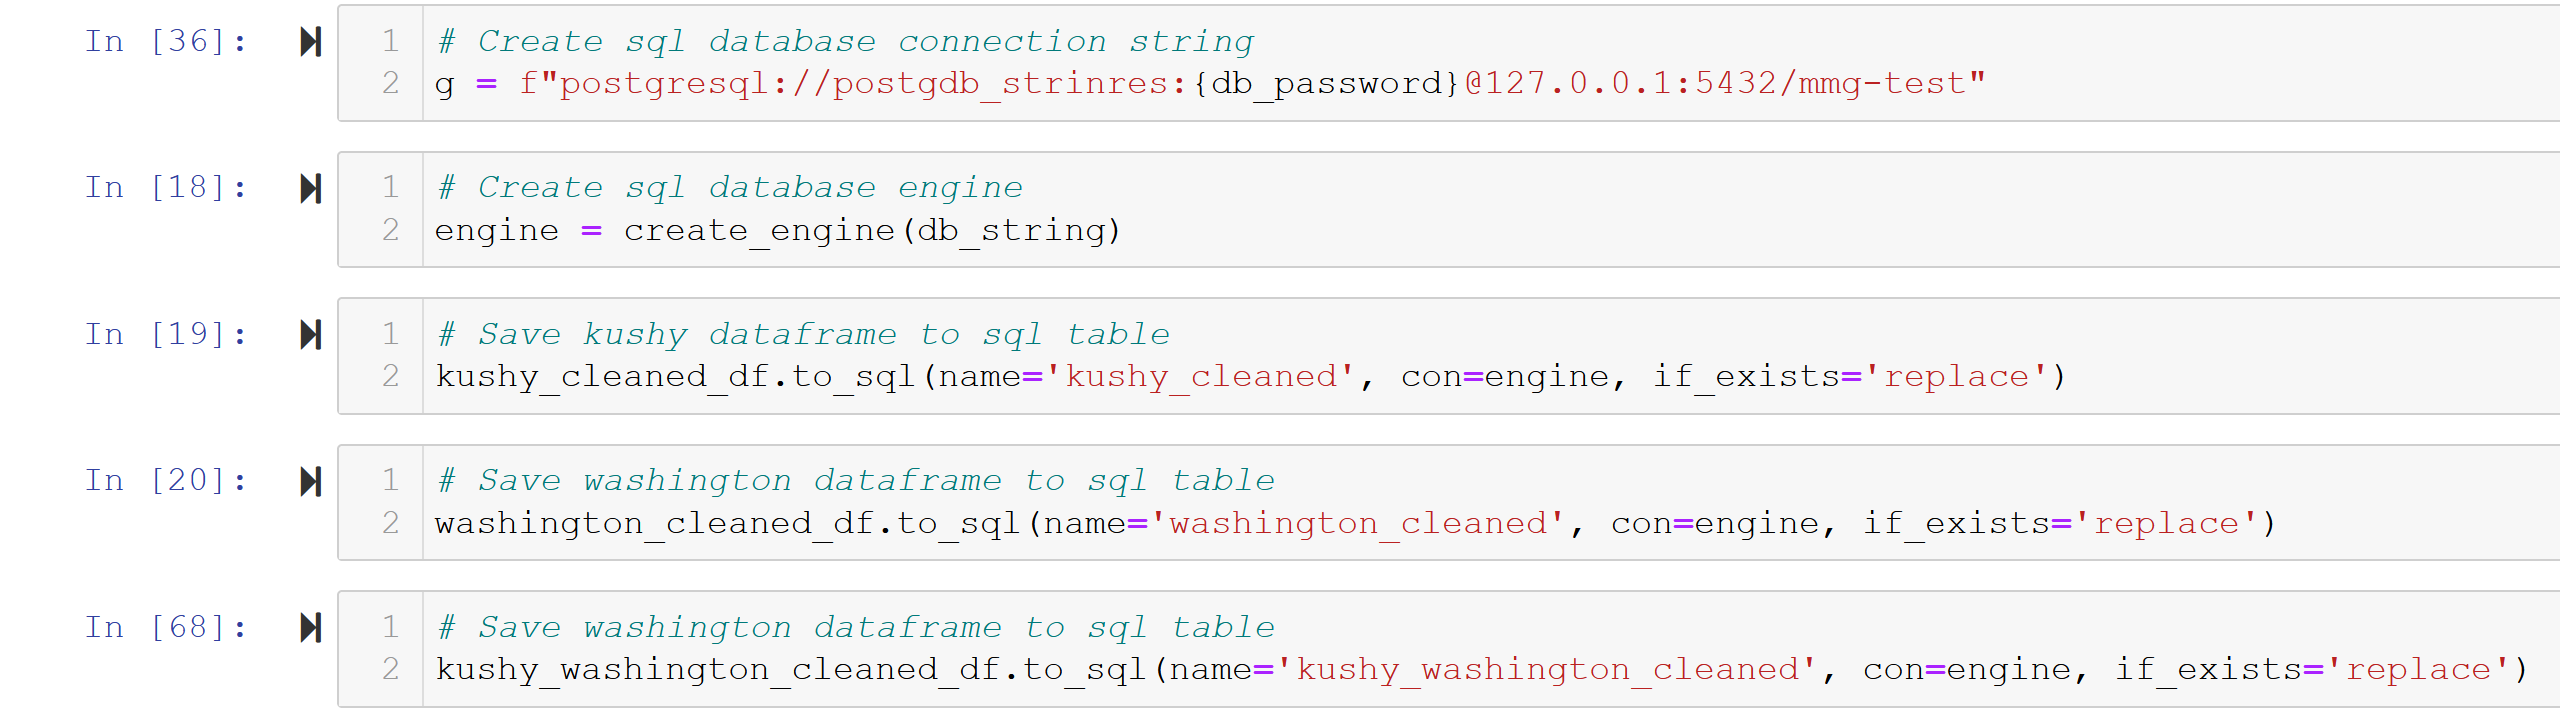 In [36]:
1 # Create sql database connection string
2 g = f"postgresql://postgdb_strinres:{db_password}@127.0.0.1:5432/mmg-test"
In [18]:
1 # Create sql database engine
2 engine = create_engine(db_string)
In [19]:
1 # Save kushy dataframe to sql table
2 kushy_cleaned_df.to_sql(name='kushy_cleaned', con=engine, if_exists='replace')
In [20]:
1 # Save washington dataframe to sql table
2 washington_cleaned_df.to_sql(name='washington_cleaned', con=engine, if_exists='replace')
In [68]:
1 # Save washington dataframe to sql table
2 kushy_washington_cleaned_df.to_sql(name='kushy_washington_cleaned', con=engine, if_exists='replace')